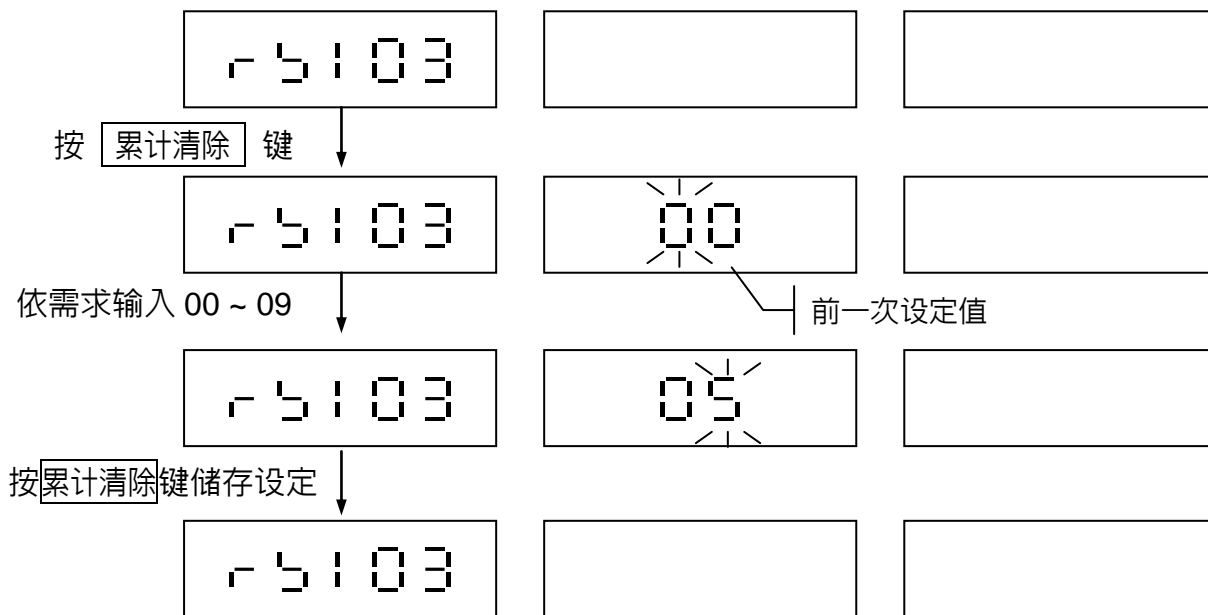 r5103
按 累计清除 键
r5103 00
依需求输入 00 ~ 09
前一次设定值
r5103 05
按累计清除键储存设定
r5103